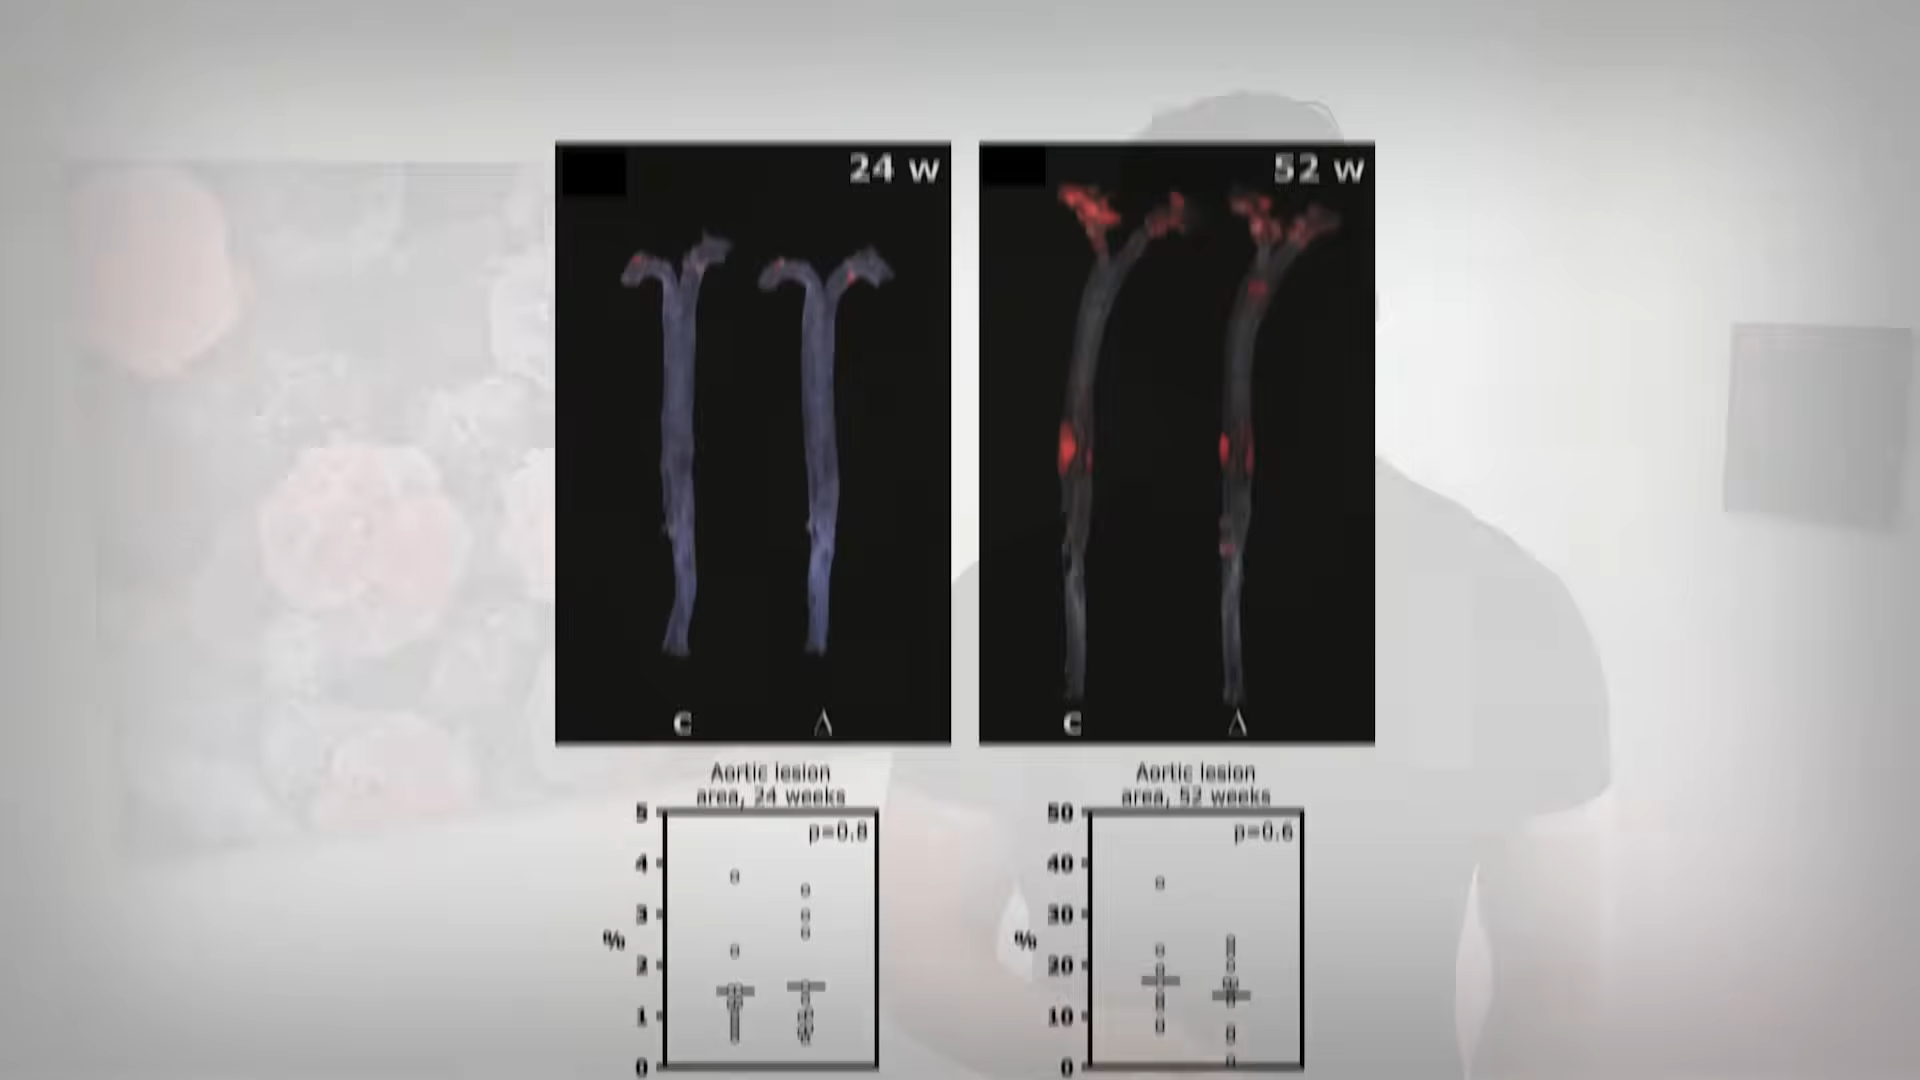 24 w
52 w
C
Δ
C
Δ
Aortic lesion
area, 24 weeks
Aortic lesion
area, 52 weeks
5
4
3
2
1
0
%
p=0.8
50
40
30
20
10
0
%
p=0.6